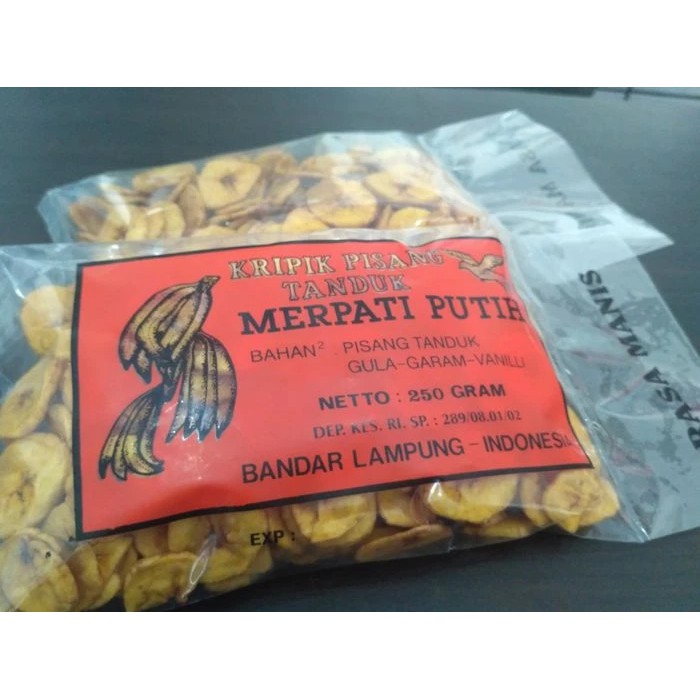 KRIPIK PISANG
TANDUK
MERPATI PUTIH
BAHAN² PISANG TANDUK
GULA-GARAM-VANILLI
NETTO : 250 GRAM
DEP. KES. RI. SP. : 289/08.01/02
BANDAR LAMPUNG - INDONESIA
EXP :
RASA MANIS